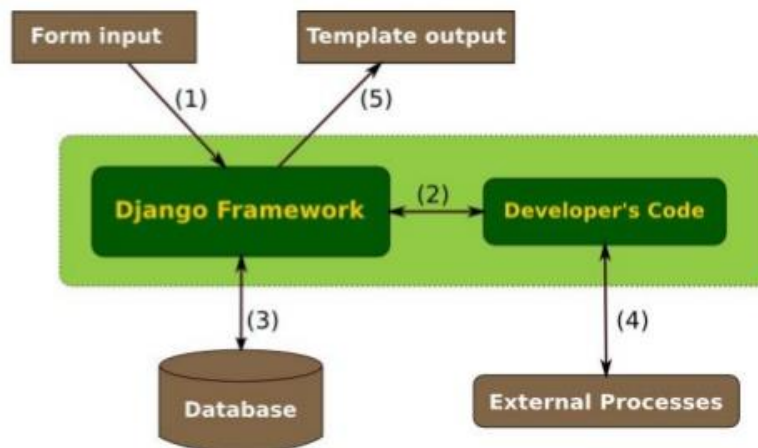 Form input
Template output
(1)
(5)
Django Framework
(2)
Developer's Code
(3)
(4)
Database
External Processes